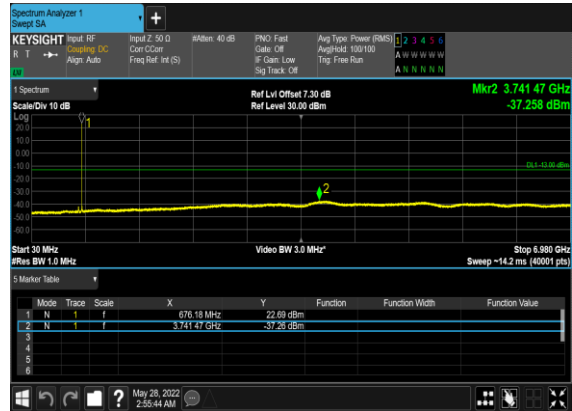 Spectrum Analyzer 1
Swept SA
+
KEYSIGHT Input: RF Input Z: 50 Ω #Atten: 40 dB PNO: Fast Avg Type: Power (RMS) 1 2 3 4 5 6
R T Coupling: DC Corr CCorr Gate: Off Avg|Hold: 100/100 A W W W W W
Align: Auto Freq Ref: Int (S) IF Gain: Low Trig: Free Run
Sig Track: Off A N N N N N
1 Spectrum Ref Lvl Offset 7.30 dB Mkr2 3.741 47 GHz
Scale/Div 10 dB Ref Level 30.00 dBm -37.258 dBm
Log
20.0
10.0
0.00
-10.0
-20.0
-30.0
-40.0
-50.0
-60.0
1
2
DL1 -13.00 dBm
Start 30 MHz Video BW 3.0 MHz* Stop 6.980 GHz
#Res BW 1.0 MHz Sweep ~14.2 ms (40001 pts)
5 Marker Table
Mode Trace Scale X Y Function Function Width Function Value
1 N 1 f 676.18 MHz 22.69 dBm
2 N 1 f 3.741 47 GHz -37.26 dBm
3
4
5
6
? May 28, 2022
2:55:44 AM